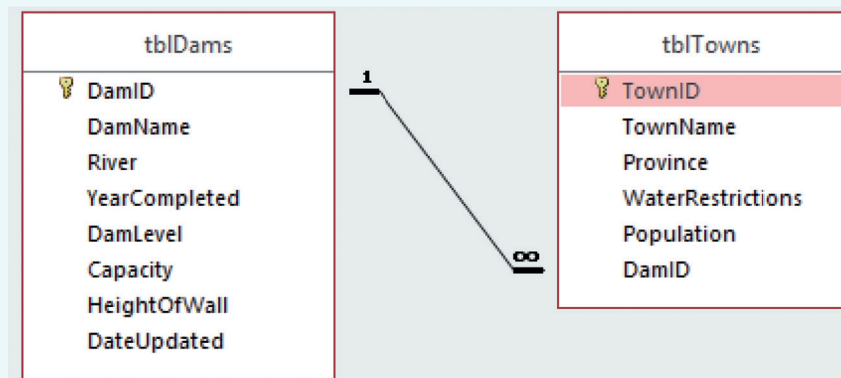 tblDams
DamID
DamName
River
YearCompleted
DamLevel
Capacity
HeightOfWall
DateUpdated
1
∞
tblTowns
TownID
TownName
Province
WaterRestrictions
Population
DamID